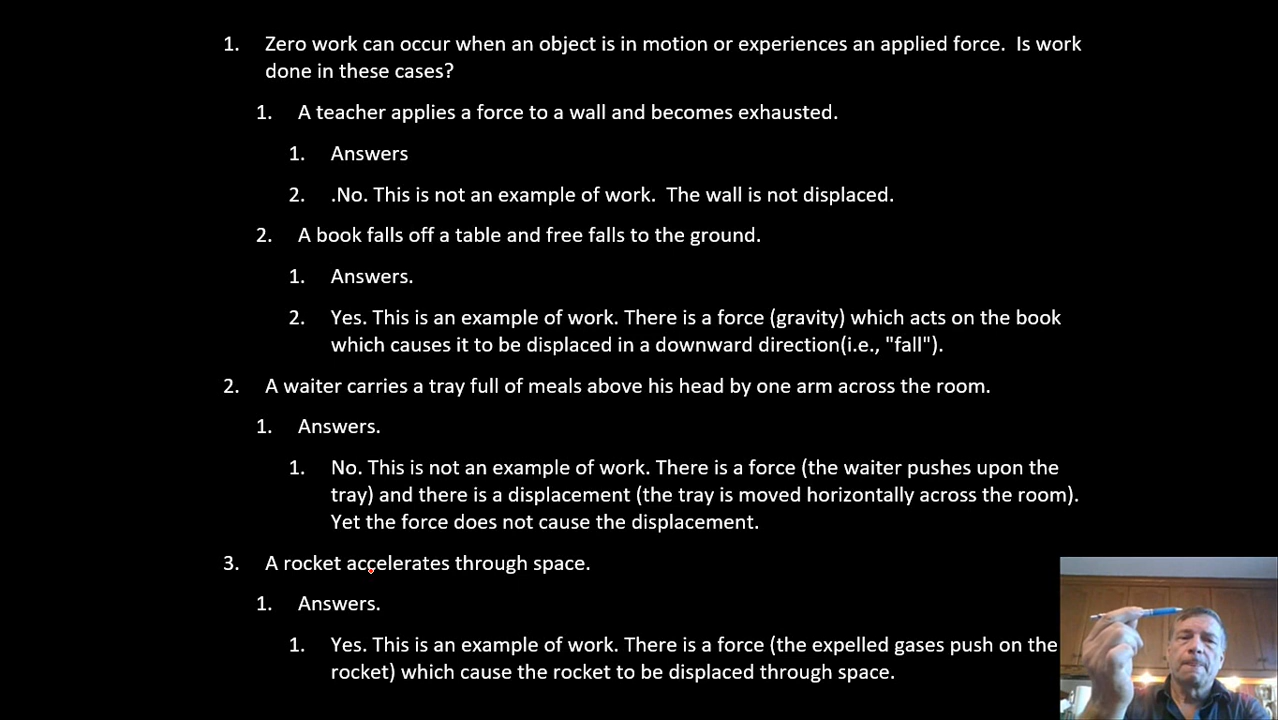 1. Zero work can occur when an object is in motion or experiences an applied force. Is work
done in these cases?
1. A teacher applies a force to a wall and becomes exhausted.
1. Answers
2. .No. This is not an example of work. The wall is not displaced.
2. A book falls off a table and free falls to the ground.
1. Answers.
2. Yes. This is an example of work. There is a force (gravity) which acts on the book
which causes it to be displaced in a downward direction(i.e., "fall").
2. A waiter carries a tray full of meals above his head by one arm across the room.
1. Answers.
1. No. This is not an example of work. There is a force (the waiter pushes upon the
tray) and there is a displacement (the tray is moved horizontally across the room).
Yet the force does not cause the displacement.
3. A rocket accelerates through space.
1. Answers.
1. Yes. This is an example of work. There is a force (the expelled gases push on the
rocket) which cause the rocket to be displaced through space.